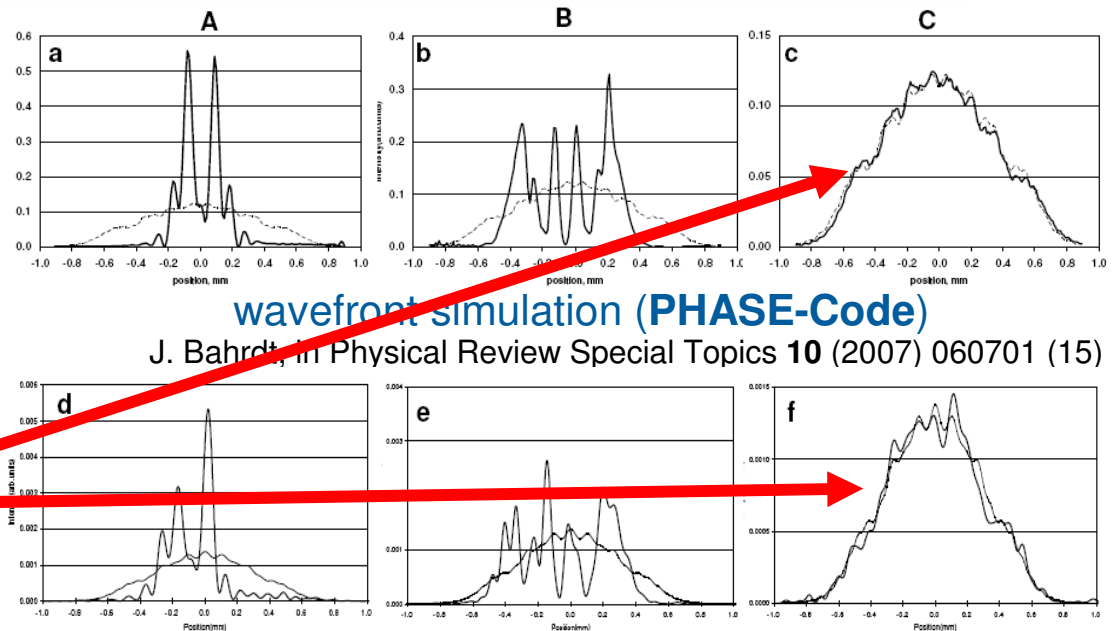 A B C
a b c
0.6
0.5
0.4
0.3
0.2
0.1
0.0
-1.0 -0.8 -0.6 -0.4 -0.2 0.0 0.2 0.4 0.6 0.8 1.0
position, mm
0.4
0.3
0.2
0.1
0.0
-1.0 -0.8 -0.6 -0.4 -0.2 0.0 0.2 0.4 0.6 0.8 1.0
position, mm
0.15
0.10
0.05
0.00
-1.0 -0.8 -0.6 -0.4 -0.2 0.0 0.2 0.4 0.6 0.8 1.0
position, mm
wavefront simulation (PHASE-Code)
J. Bahrdt, in Physical Review Special Topics 10 (2007) 060701 (15)
d e f
0.006
0.005
0.004
0.003
0.002
0.001
0.000
-1.0 -0.8 -0.6 -0.4 -0.2 0.0 0.2 0.4 0.6 0.8 1.0
Position(mm)
0.004
0.003
0.001
0.000
-1.0 -0.8 -0.6 -0.4 -0.2 0.0 0.2 0.4 0.6 0.8 1.0
Position(mm)
0.0015
0.0010
0.0005
0.0000
-1.0 -0.8 -0.6 -0.4 -0.2 0.0 0.2 0.4 0.6 0.8 1.0
Position(mm)